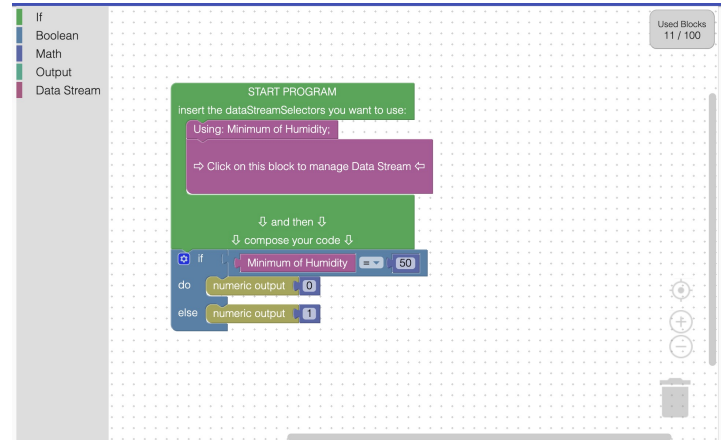 If
Boolean
Math
Output
Data Stream
Used Blocks
11 / 100
START PROGRAM
insert the dataStreamSelectors you want to use:
Using: Minimum of Humidity;
⇨ Click on this block to manage Data Stream ⇦
⇩ and then ⇩
⇩ compose your code ⇩
if Minimum of Humidity = 50
do numeric output 0
else numeric output 1